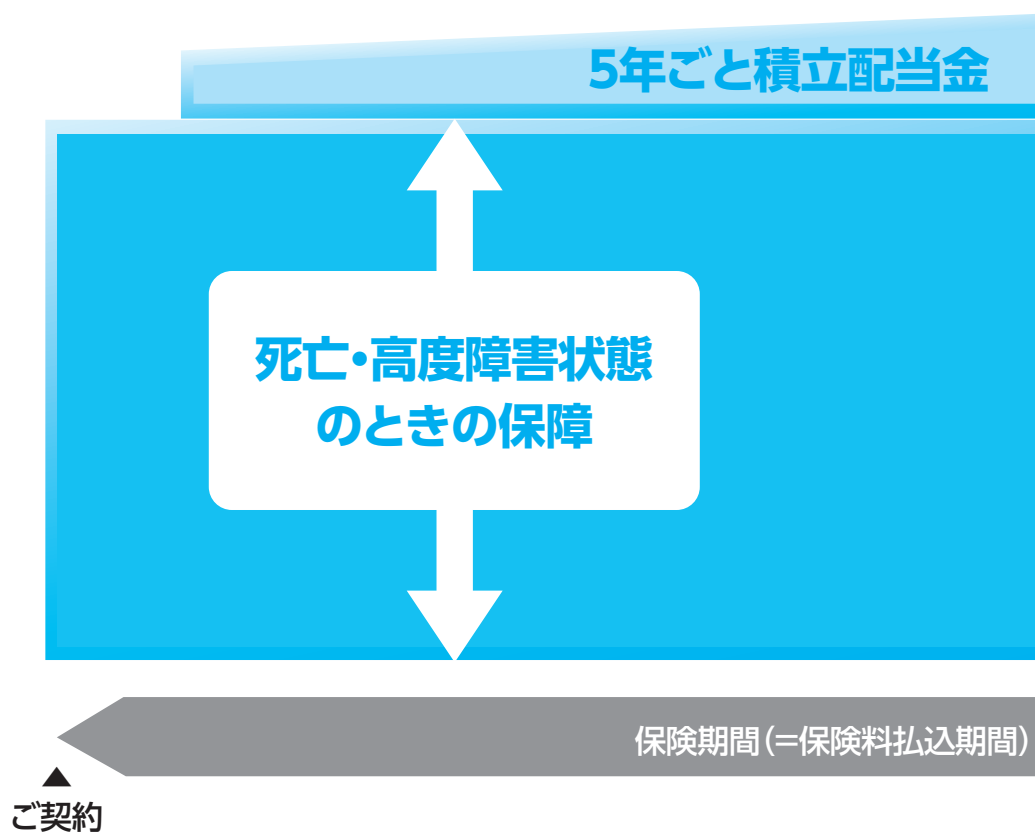 5年ごと積立配当金
死亡・高度障害状態
のときの保障
保険期間（=保険料払込期間）
ご契約